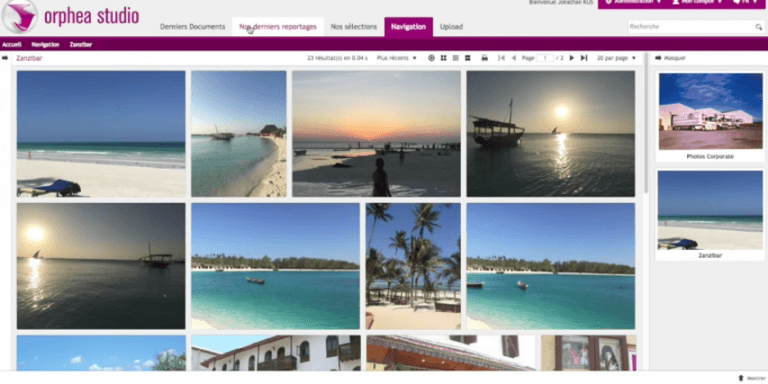 Bienvenue Jonathan KUS
Administration
Mon compte
FR
orphea studio
Derniers Documents
Nos derniers reportages
Nos sélections
Navigation
Upload
Recherche
Accueil
Navigation
Zanzibar
Zanzibar
23 résultat(s) en 0.04 s
Plus récents
Page 1 / 2
20 par page
Masquer
Photos Corporate
Zanzibar
Montrer